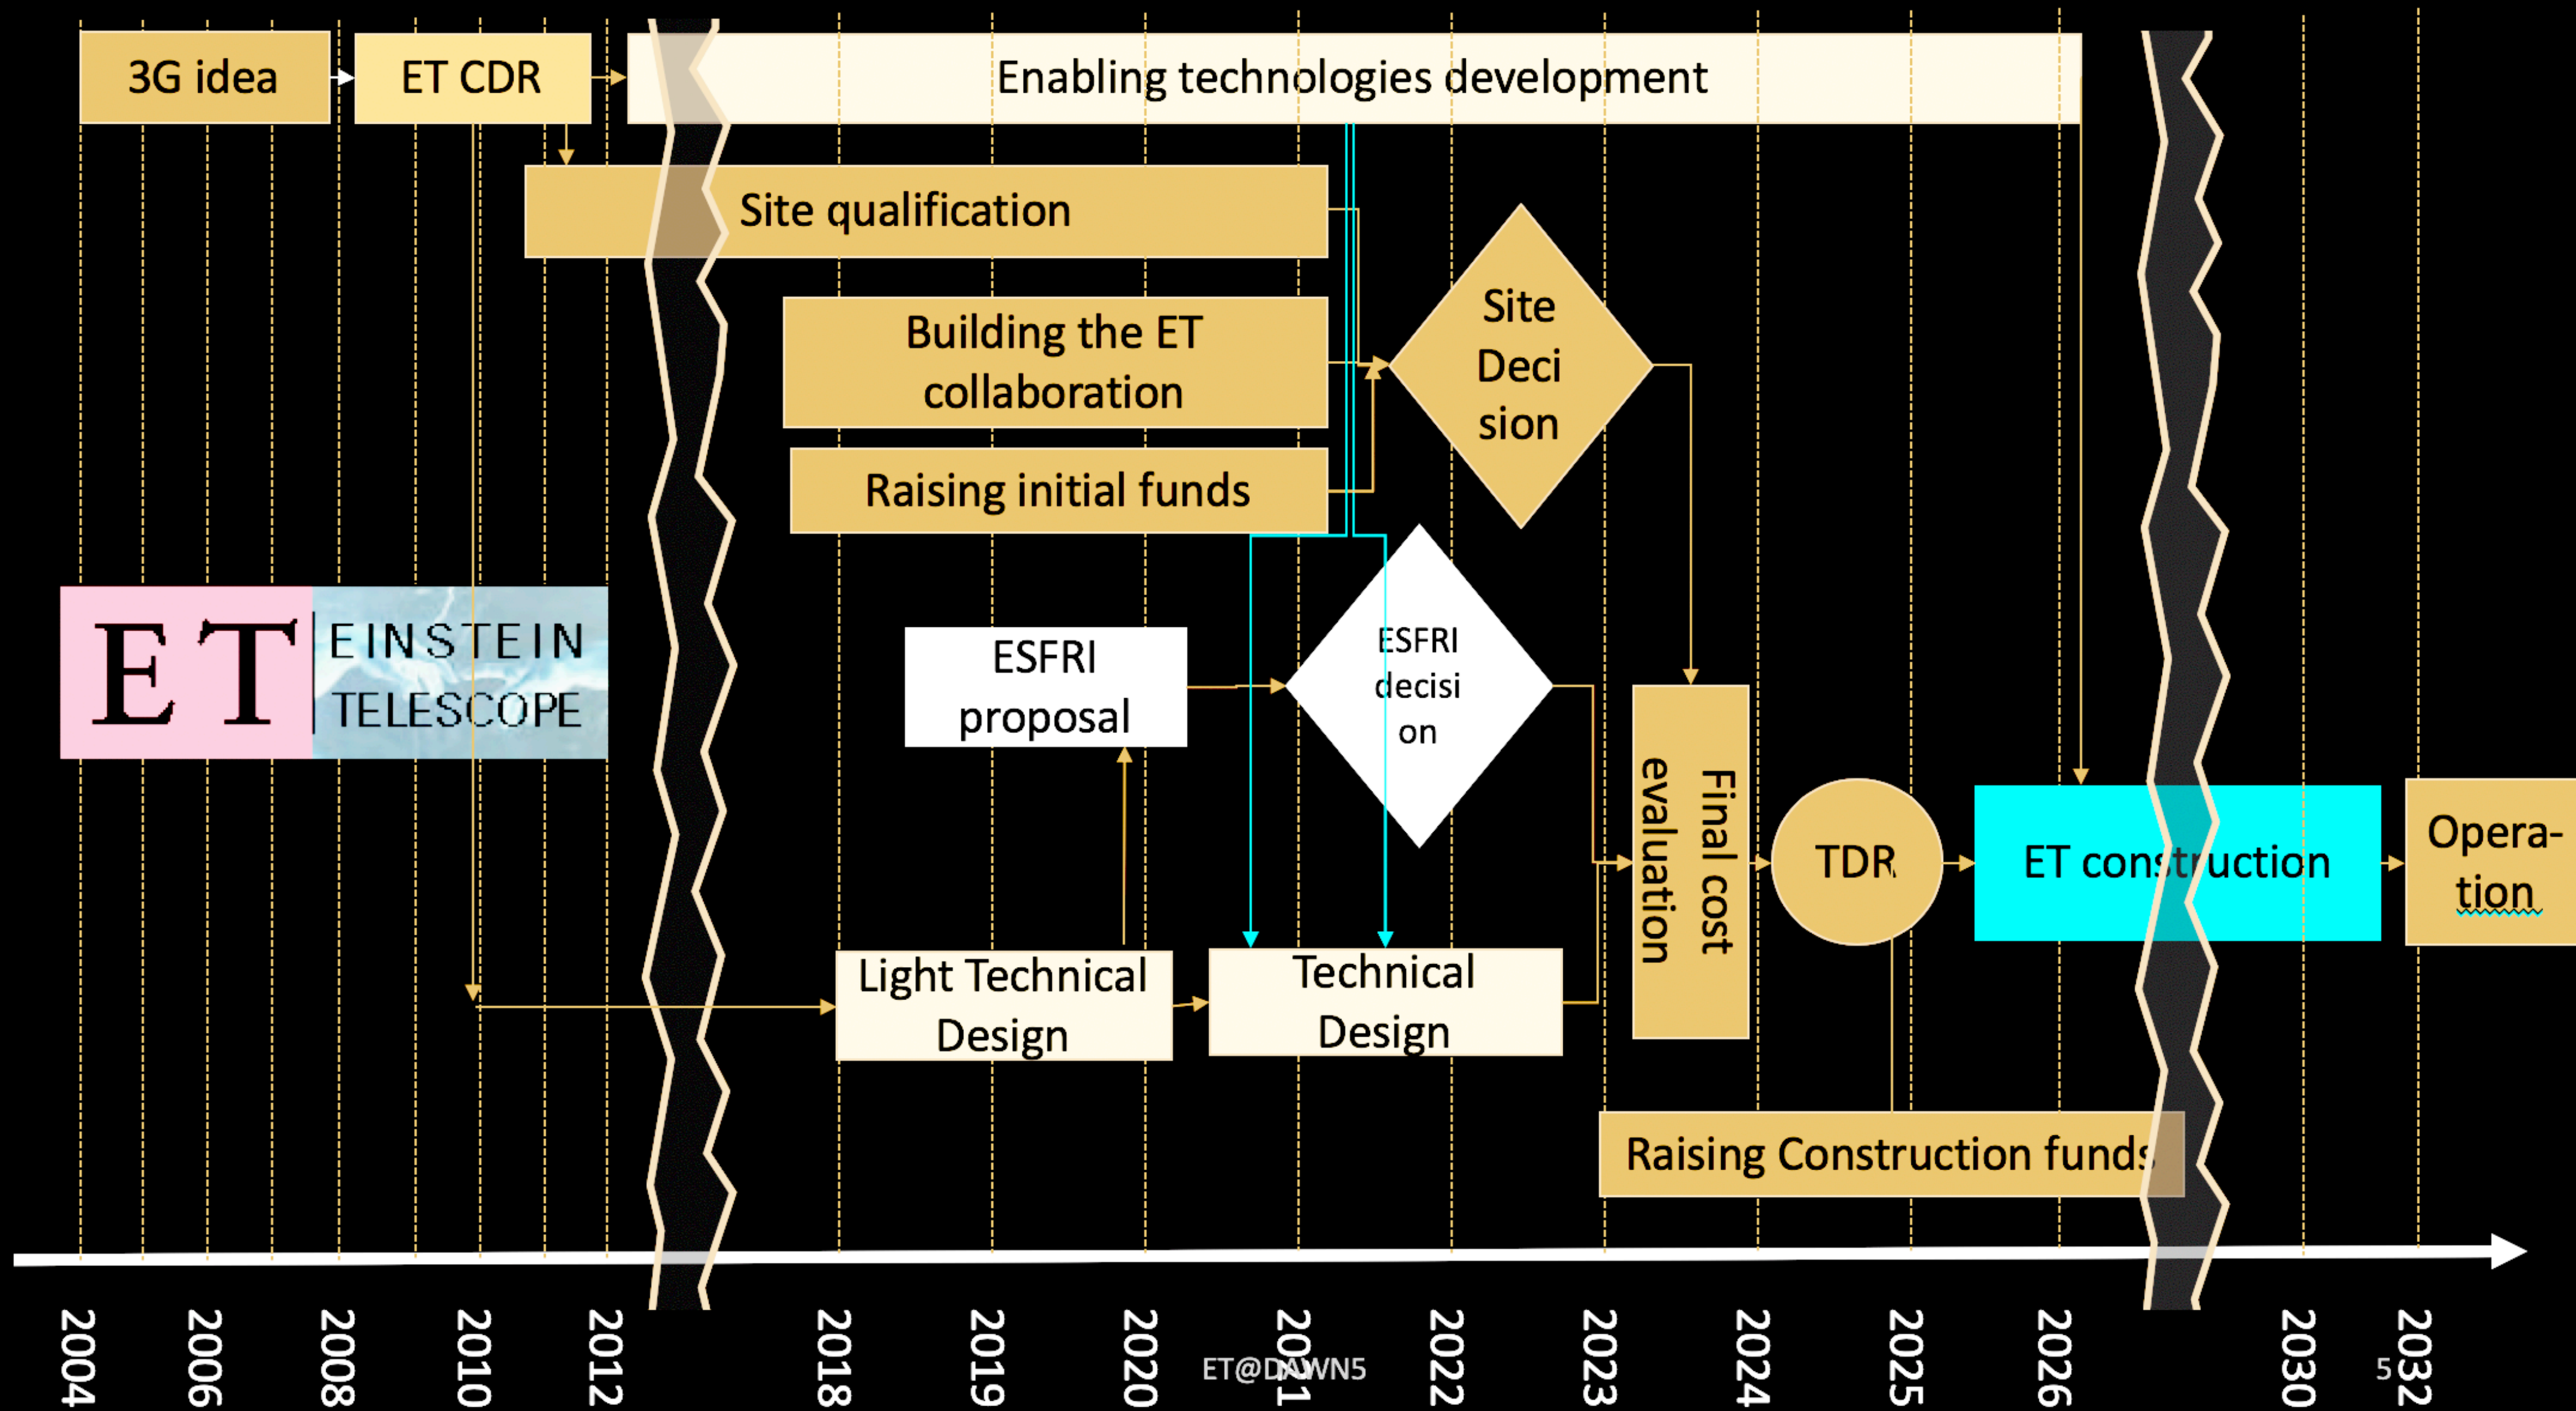 3G idea
ET CDR
Enabling technologies development
Site qualification
Building the ET
collaboration
Raising initial funds
Site
Deci
sion
ET
EINSTEIN
TELESCOPE
ESFRI
proposal
ESFRI
decisi
on
Final cost
evaluation
TDR
ET construction
Opera-
tion
Light Technical
Design
Technical
Design
Raising Construction funds
2004
2006
2008
2010
2012
2018
2019
2020
2021
2022
2023
2024
2025
2026
2030
2032
ET@DAWN5
5